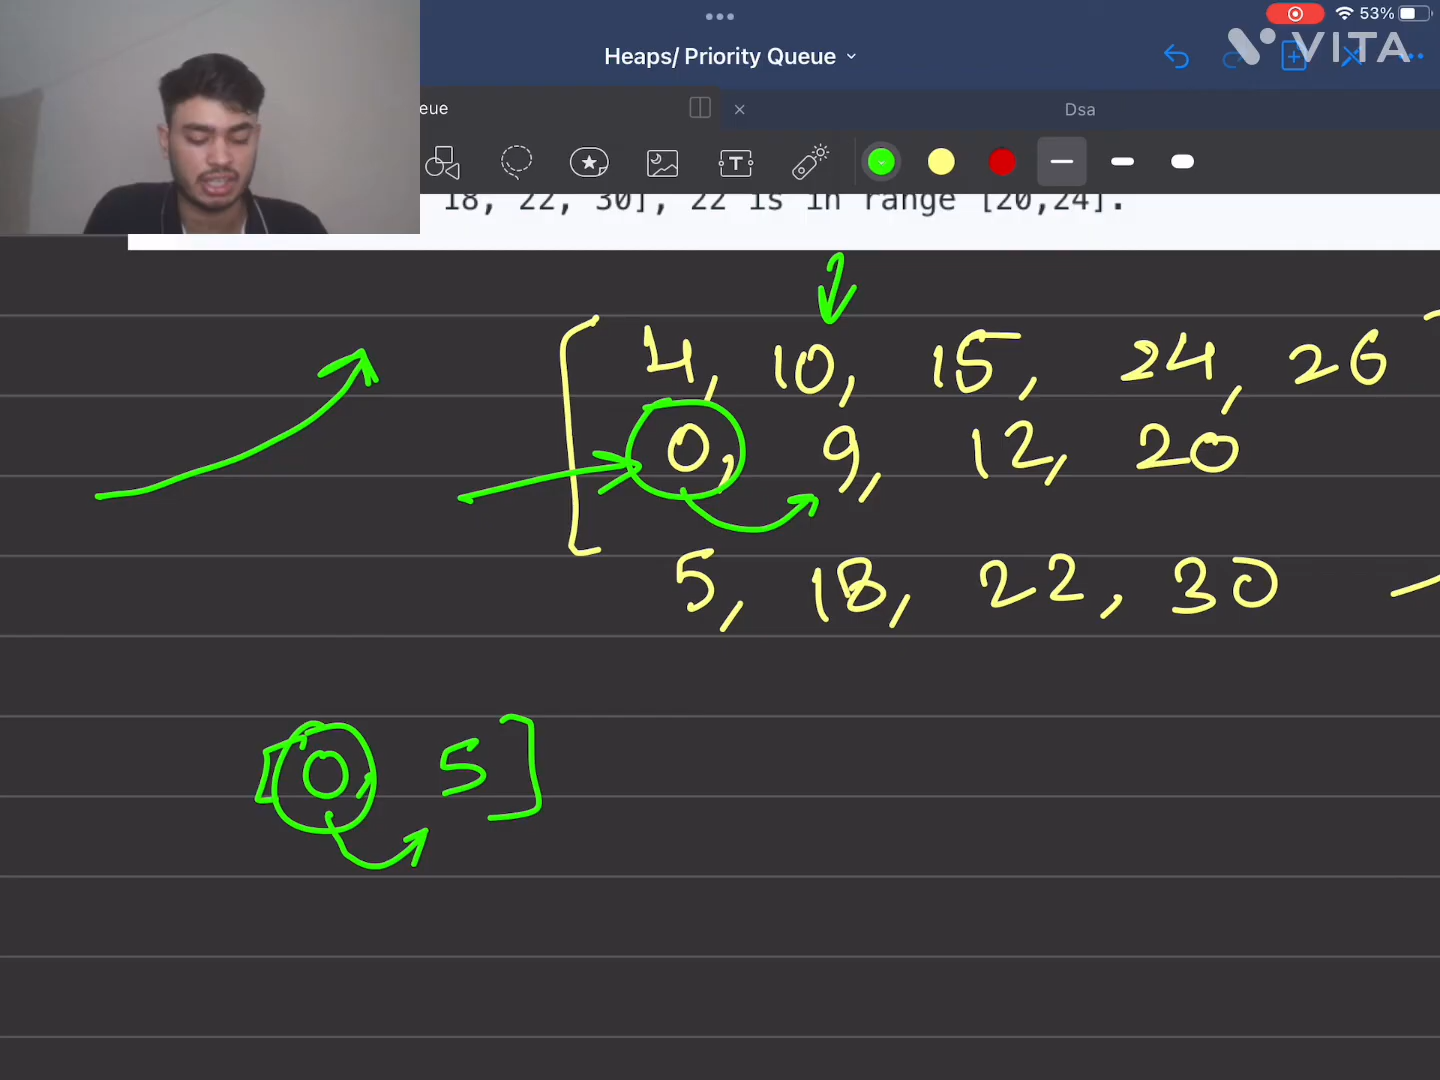 53%
VITA
Heaps/ Priority Queue
eue
Dsa
18, 22, 30], 22 is in range [20,24].
4, 10, 15, 24, 26
0, 9, 12, 20
5, 18, 22, 30
[0, 5]